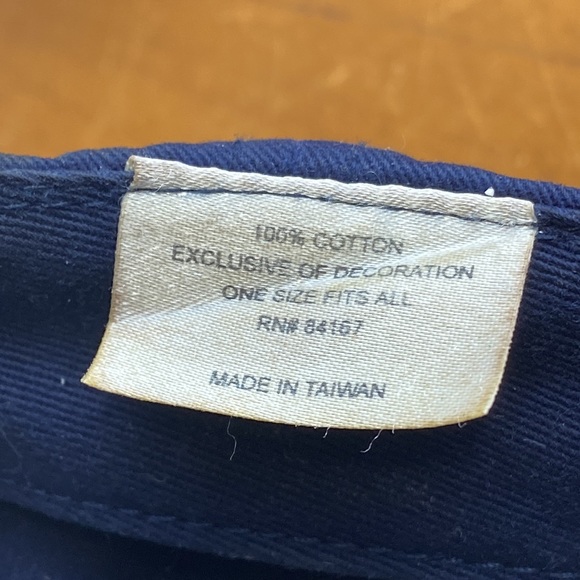 100% COTTON
EXCLUSIVE OF DECORATION
ONE SIZE FITS ALL
RN# 84167
MADE IN TAIWAN